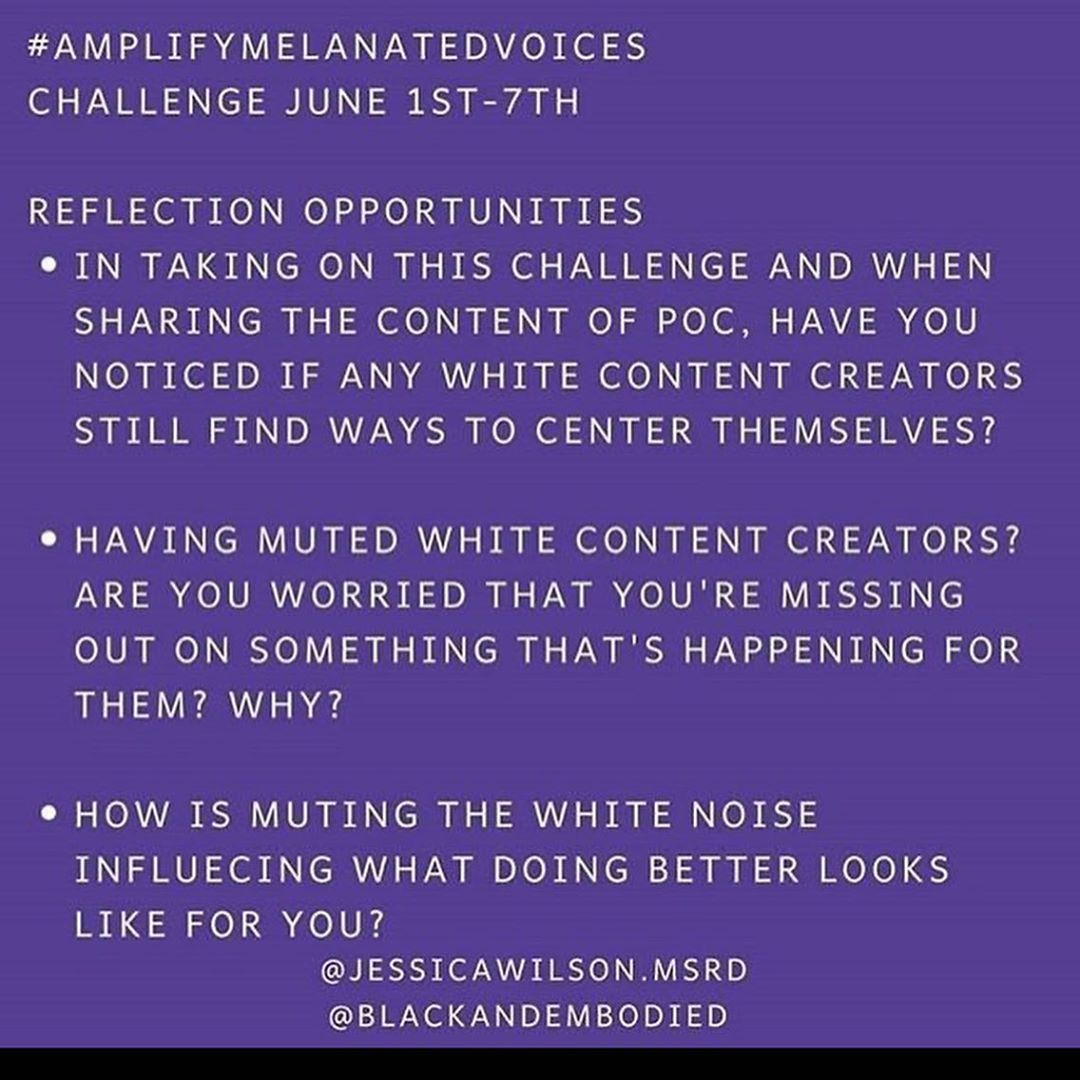 #AMPLIFYMELANATEDVOICES
CHALLENGE JUNE 1ST-7TH
REFLECTION OPPORTUNITIES
• IN TAKING ON THIS CHALLENGE AND WHEN
SHARING THE CONTENT OF POC, HAVE YOU
NOTICED IF ANY WHITE CONTENT CREATORS
STILL FIND WAYS TO CENTER THEMSELVES?
• HAVING MUTED WHITE CONTENT CREATORS?
ARE YOU WORRIED THAT YOU'RE MISSING
OUT ON SOMETHING THAT'S HAPPENING FOR
THEM? WHY?
• HOW IS MUTING THE WHITE NOISE
INFLUECING WHAT DOING BETTER LOOKS
LIKE FOR YOU?
@JESSICAWILSON.MSRD
@BLACKANDEMBODIED